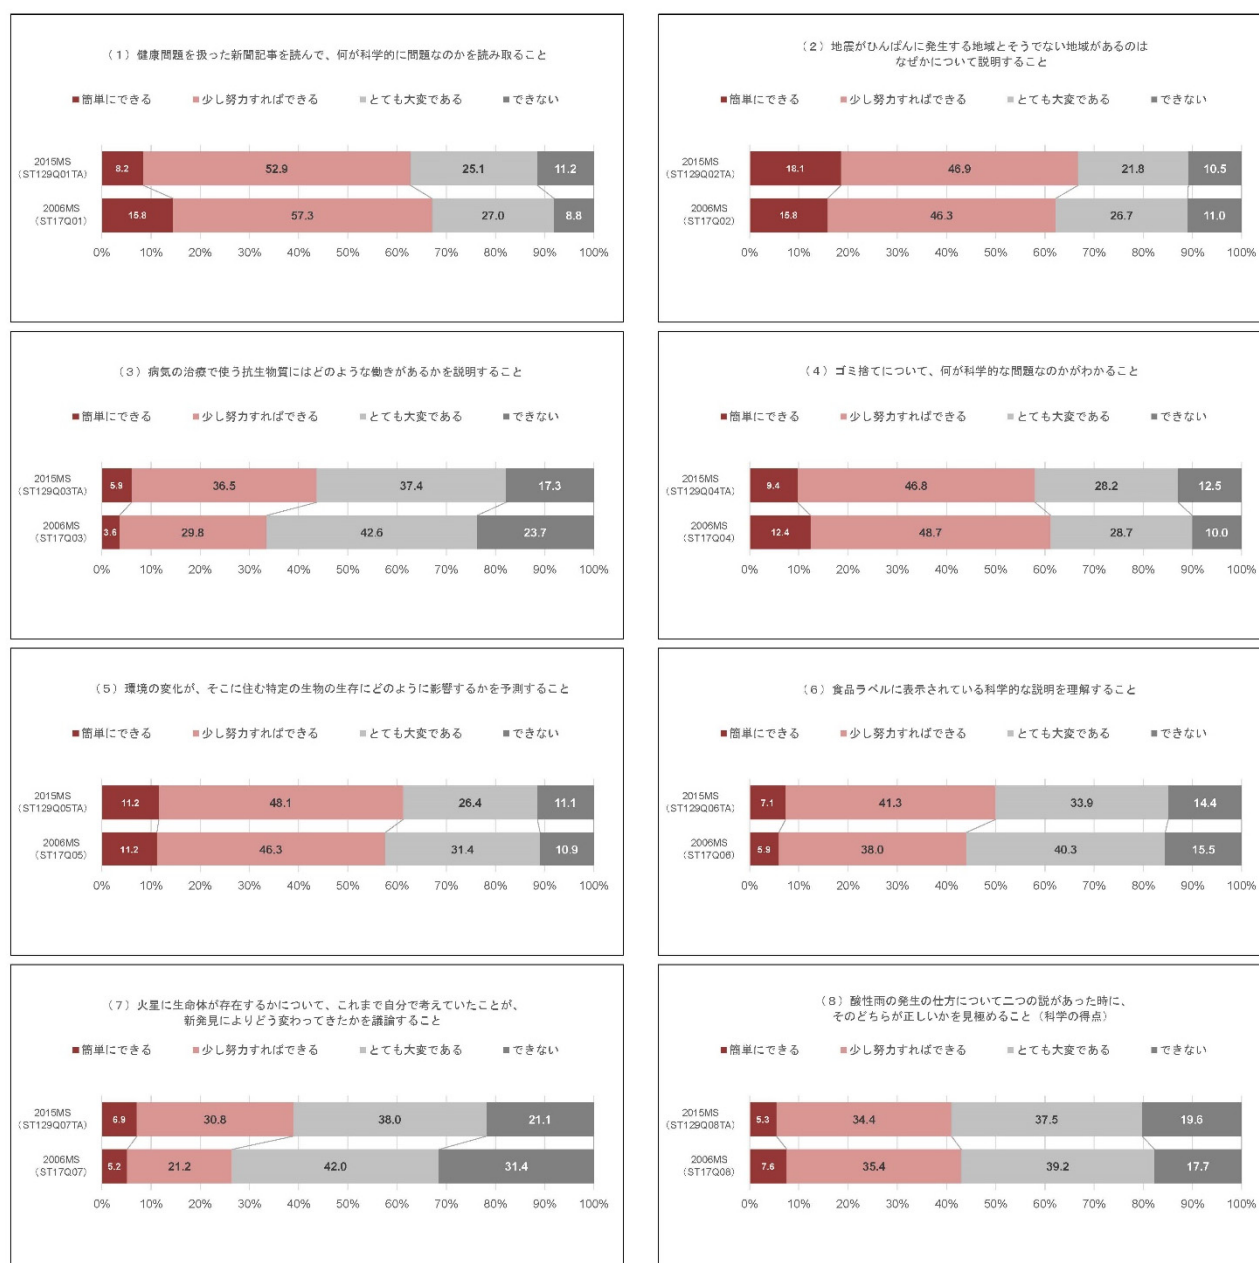 （１）健康問題を扱った新聞記事を読んで、何が科学的に問題なのかを読み取ること
■簡単にできる ■少し努力すればできる ■とても大変である ■できない
2015MS
（ST129Q01TA）
8.2 52.9 25.1 11.2
2006MS
（ST17Q01）
15.8 57.3 27.0 8.8
0% 10% 20% 30% 40% 50% 60% 70% 80% 90% 100%
（２）地震がひんぱんに発生する地域とそうでない地域があるのは
なぜかについて説明すること
■簡単にできる ■少し努力すればできる ■とても大変である ■できない
2015MS
（ST129Q02TA）
18.1 46.9 21.8 10.5
2006MS
（ST17Q02）
15.8 46.3 26.7 11.0
0% 10% 20% 30% 40% 50% 60% 70% 80% 90% 100%
（３）病気の治療で使う抗生物質にはどのような働きがあるかを説明すること
■簡単にできる ■少し努力すればできる ■とても大変である ■できない
2015MS
（ST129Q03TA）
5.9 36.5 37.4 17.3
2006MS
（ST17Q03）
3.6 29.8 42.6 23.7
0% 10% 20% 30% 40% 50% 60% 70% 80% 90% 100%
（４）ゴミ捨てについて、何が科学的な問題なのかがわかること
■簡単にできる ■少し努力すればできる ■とても大変である ■できない
2015MS
（ST129Q04TA）
9.4 46.8 28.2 12.5
2006MS
（ST17Q04）
12.4 48.7 28.7 10.0
0% 10% 20% 30% 40% 50% 60% 70% 80% 90% 100%
（５）環境の変化が、そこに住む特定の生物の生存にどのように影響するかを予測すること
■簡単にできる ■少し努力すればできる ■とても大変である ■できない
2015MS
（ST129Q05TA）
11.2 48.1 26.4 11.1
2006MS
（ST17Q05）
11.2 46.3 31.4 10.9
0% 10% 20% 30% 40% 50% 60% 70% 80% 90% 100%
（６）食品ラベルに表示されている科学的な説明を理解すること
■簡単にできる ■少し努力すればできる ■とても大変である ■できない
2015MS
（ST129Q06TA）
7.1 41.3 33.9 14.4
2006MS
（ST17Q06）
5.9 38.0 40.3 15.5
0% 10% 20% 30% 40% 50% 60% 70% 80% 90% 100%
（７）火星に生命体が存在するかについて、これまで自分で考えていたことが、
新発見によりどう変わってきたかを議論すること
■簡単にできる ■少し努力すればできる ■とても大変である ■できない
2015MS
（ST129Q07TA）
6.9 30.8 38.0 21.1
2006MS
（ST17Q07）
5.2 21.2 42.0 31.4
0% 10% 20% 30% 40% 50% 60% 70% 80% 90% 100%
（８）酸性雨の発生の仕方について二つの説があった時に、
そのどちらが正しいかを見極めること（科学の得点）
■簡単にできる ■少し努力すればできる ■とても大変である ■できない
2015MS
（ST129Q08TA）
5.3 34.4 37.5 19.6
2006MS
（ST17Q08）
7.6 35.4 39.2 17.7
0% 10% 20% 30% 40% 50% 60% 70% 80% 90% 100%